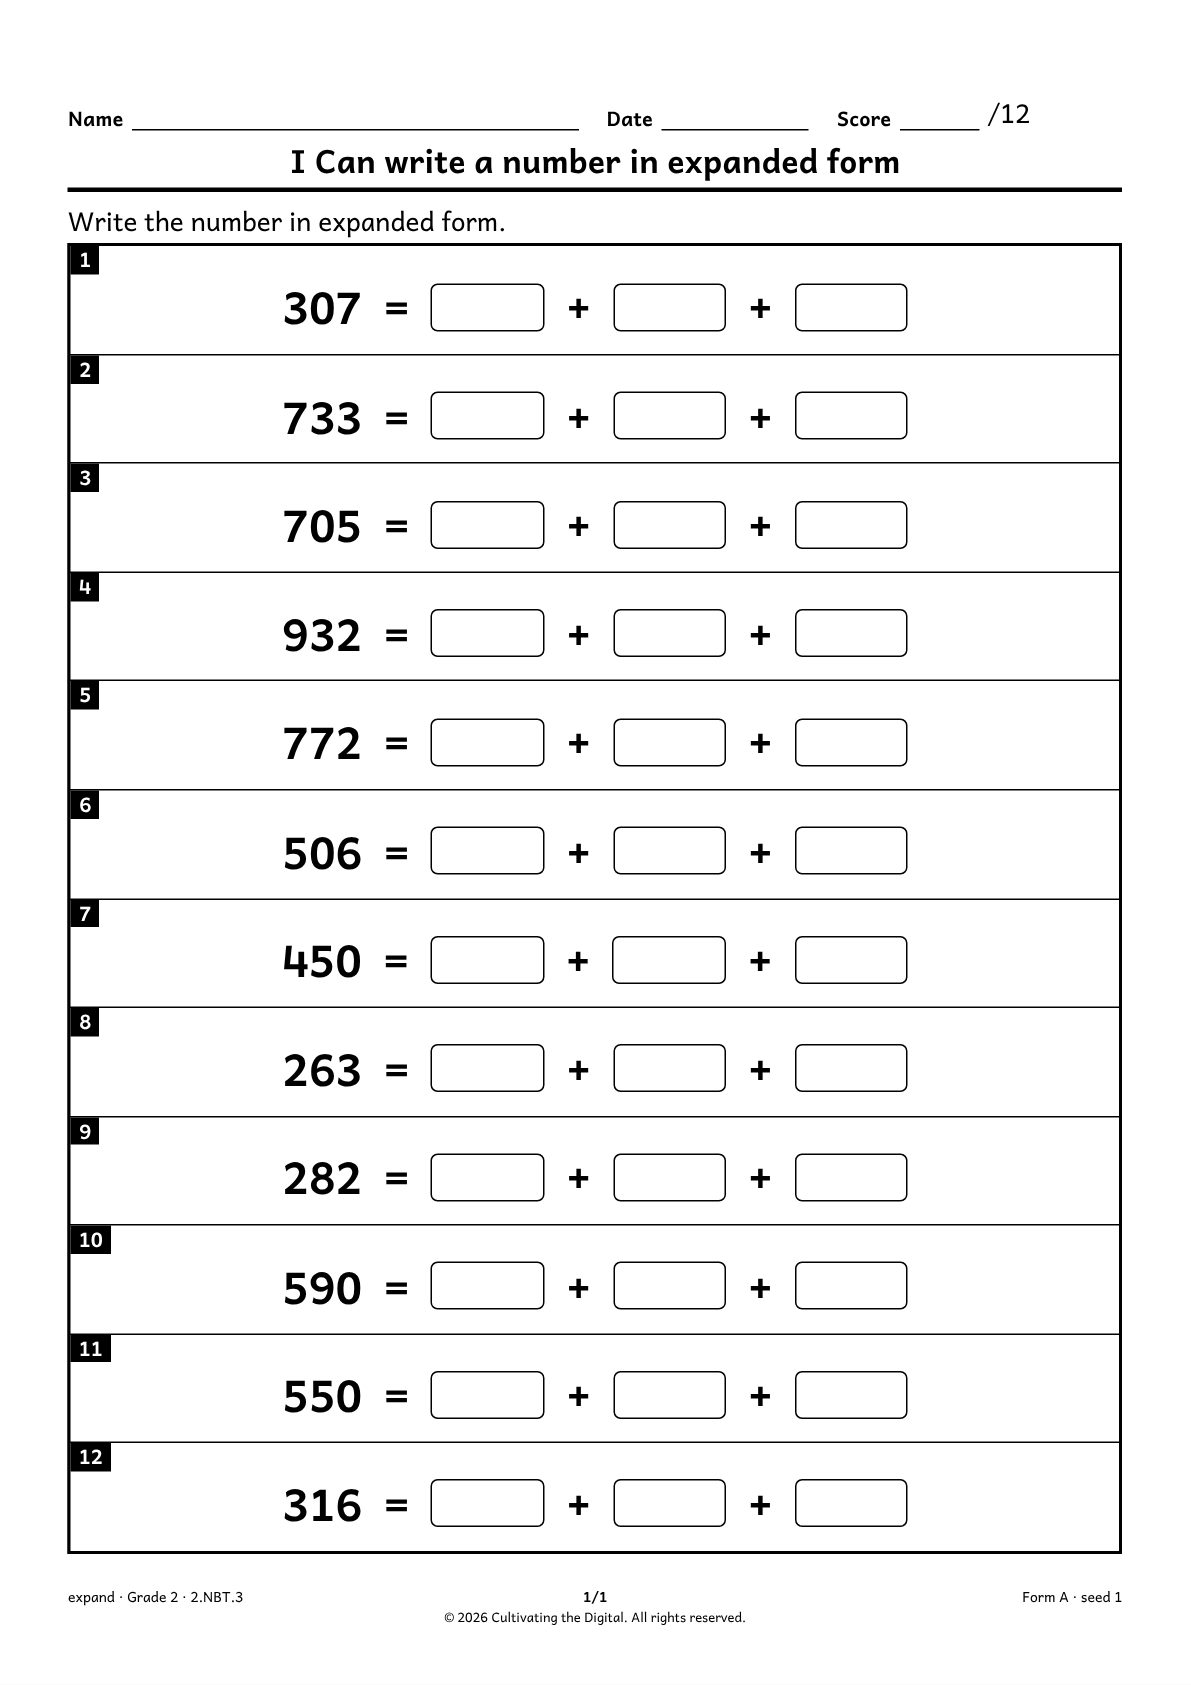 Name Date Score /12
I Can write a number in expanded form
Write the number in expanded form.
1
307 = + +
2
733 = + +
3
705 = + +
4
932 = + +
5
772 = + +
6
506 = + +
7
450 = + +
8
263 = + +
9
282 = + +
10
590 = + +
11
550 = + +
12
316 = + +
expand · Grade 2 · 2.NBT.3 1/1 Form A · seed 1
© 2026 Cultivating the Digital. All rights reserved.